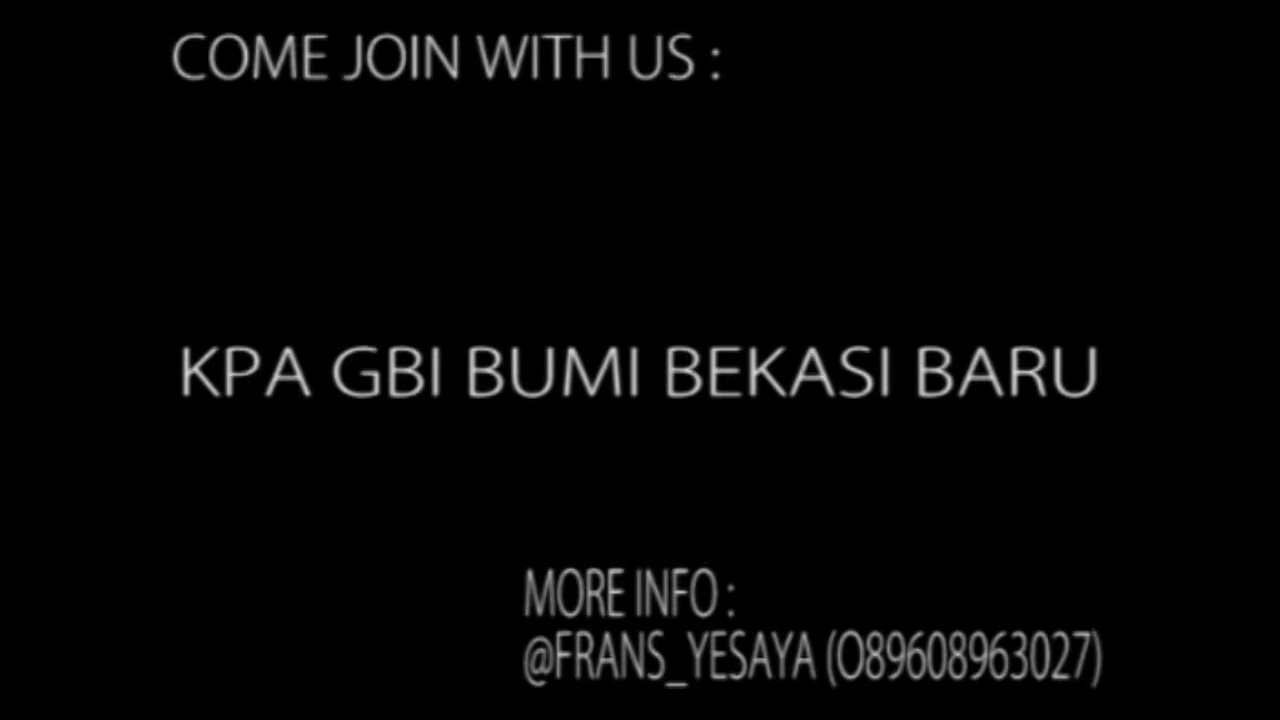 COME JOIN WITH US :
KPA GBI BUMI BEKASI BARU
MORE INFO :
@FRANS_YESAYA (O89608963027)